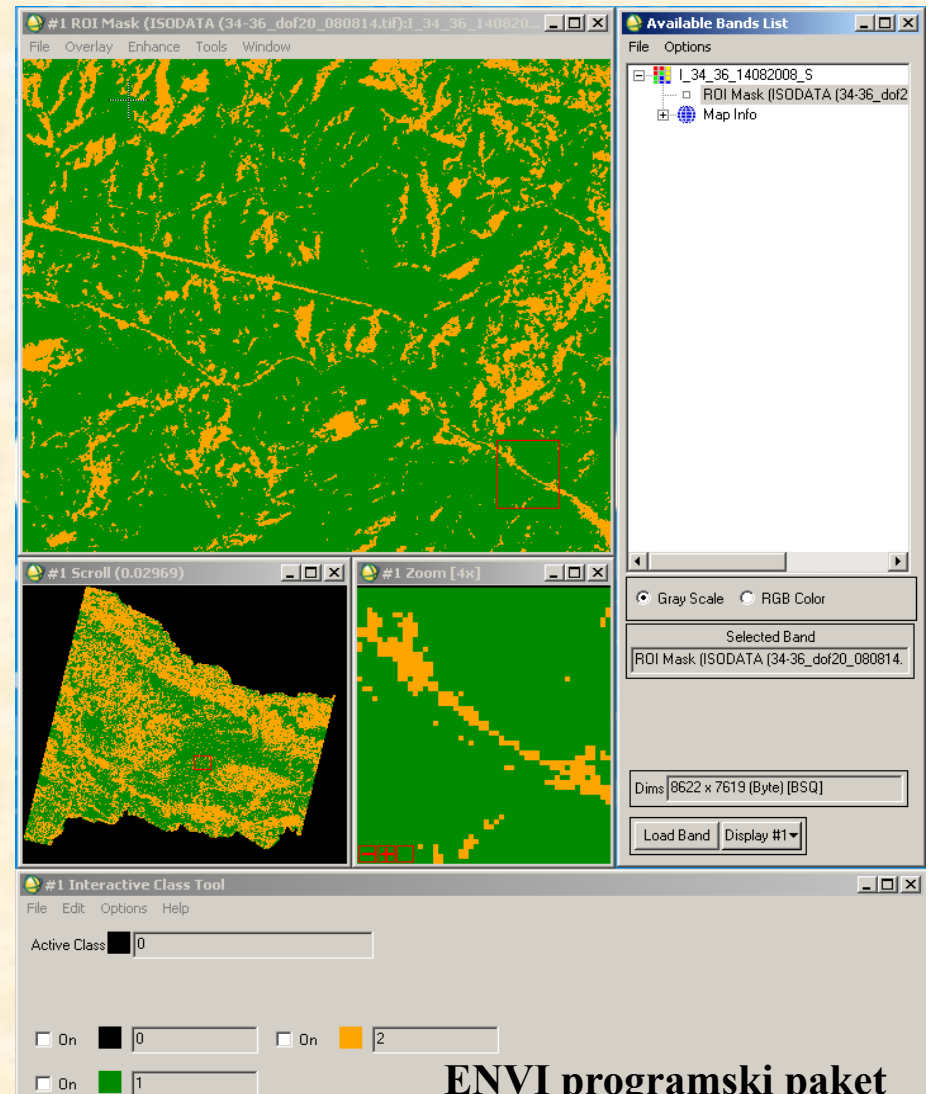 #1 ROI Mask (ISODATA (34-36_dof20_080814.tif):I_34_36_140820...
File Overlay Enhance Tools Window
Available Bands List
File Options
I_34_36_14082008_S
ROI Mask (ISODATA (34-36_dof2
Map Info
#1 Scroll (0.02969)
#1 Zoom [4x]
Gray Scale RGB Color
Selected Band
ROI Mask (ISODATA (34-36_dof20_080814.
Dims 8622 x 7619 (Byte) [BSQ]
Load Band Display #1
#1 Interactive Class Tool
File Edit Options Help
Active Class 0
On 0 On 2
On 1
ENVI programski paket